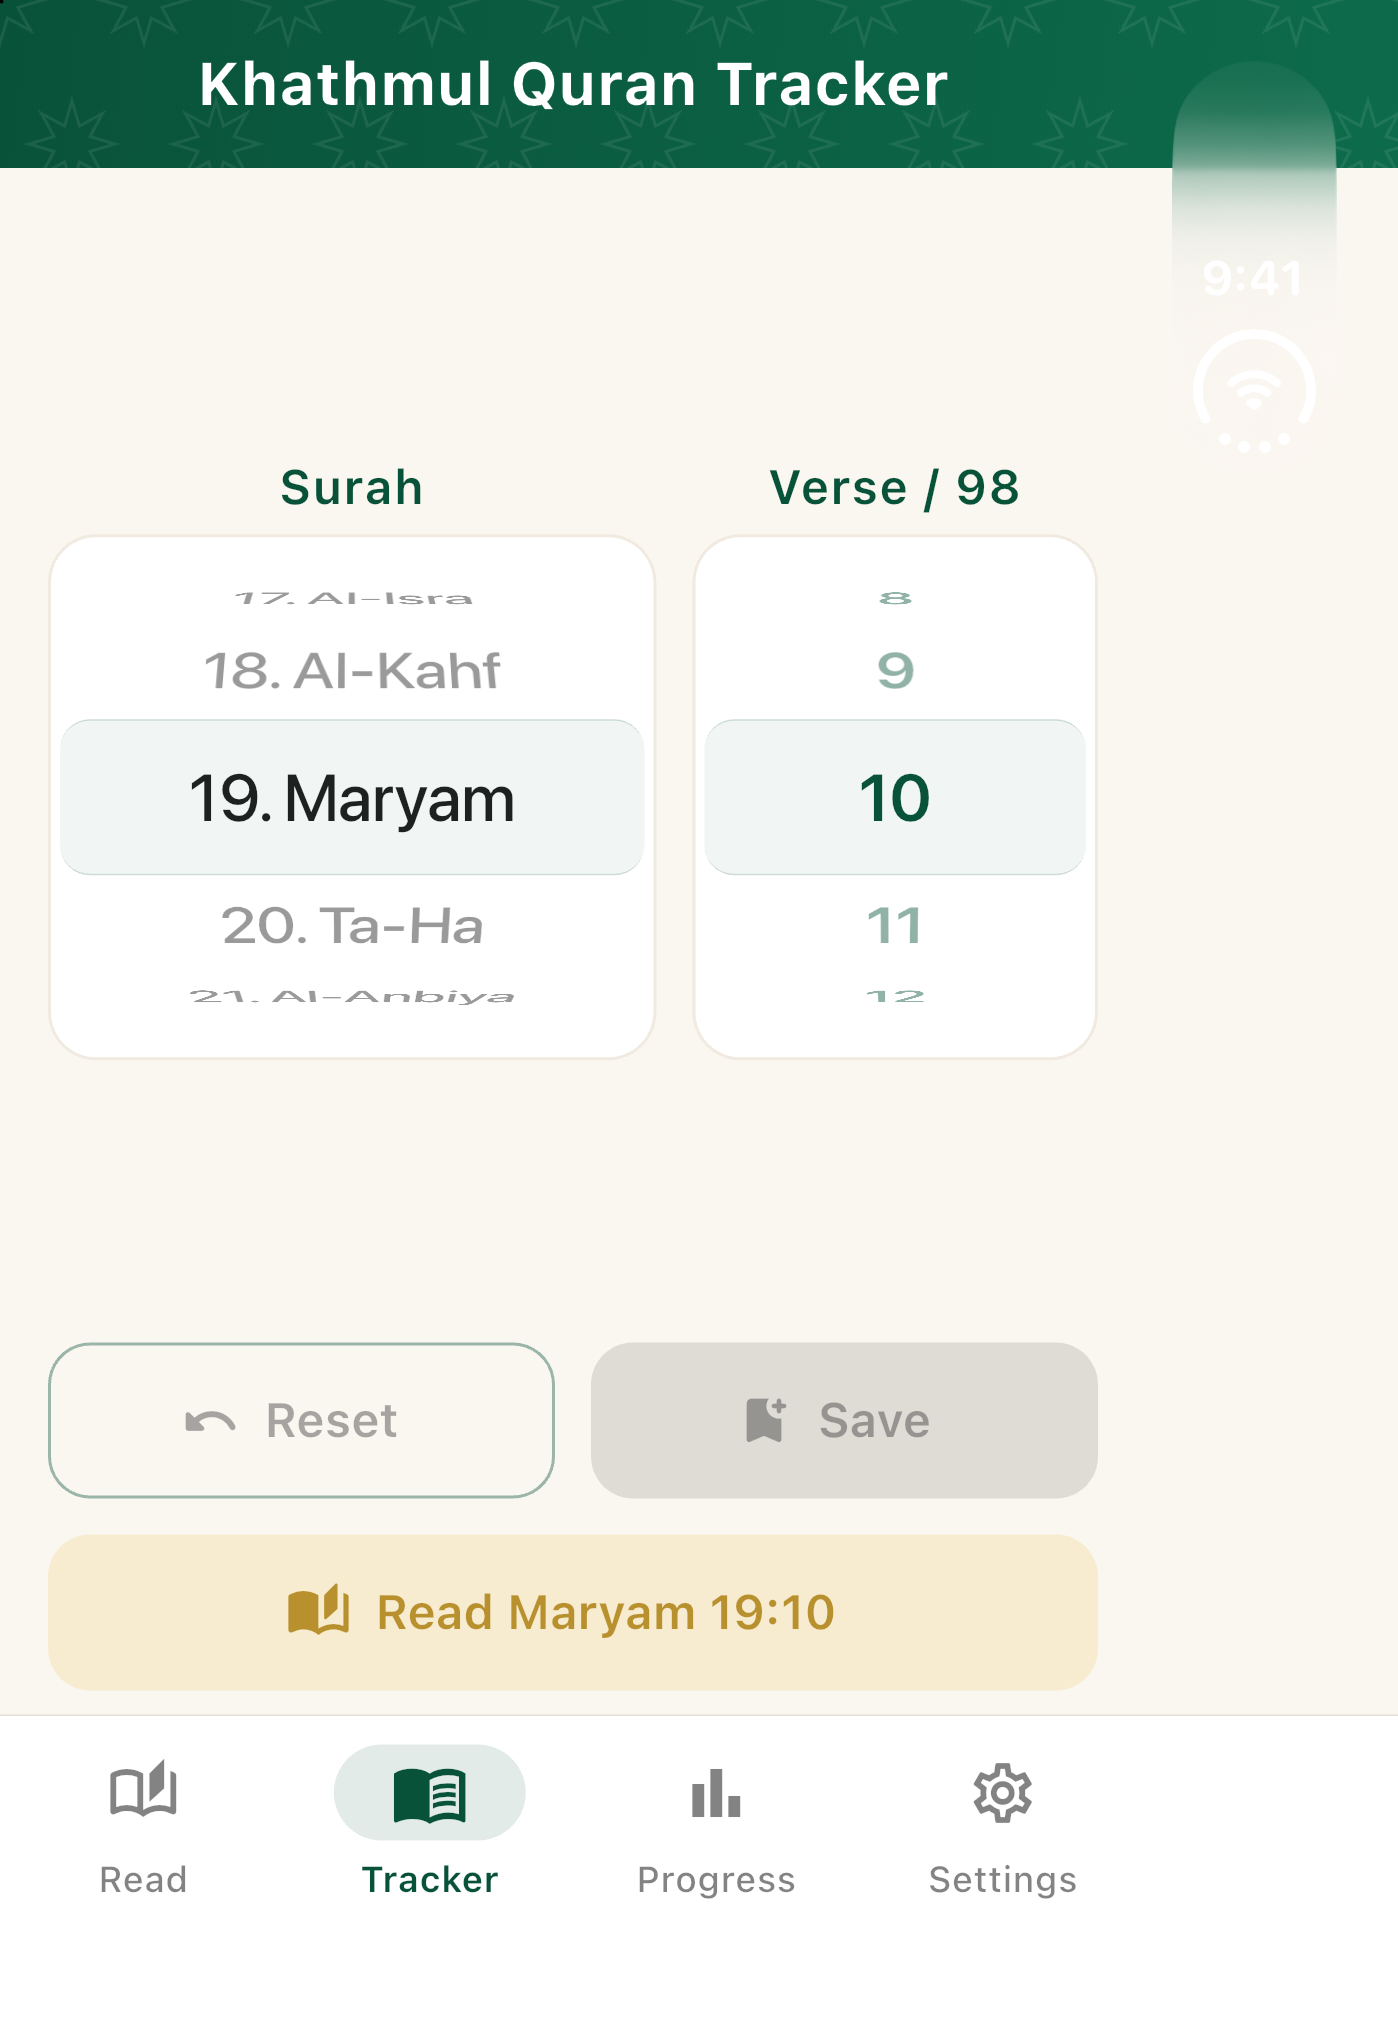 Khathmul Quran Tracker
9:41
Surah
Verse / 98
17. Al-Isra
8
18. Al-Kahf
9
19. Maryam
10
20. Ta-Ha
11
21. Al-Anbiya
12
Reset
Save
Read Maryam 19:10
Read
Tracker
Progress
Settings